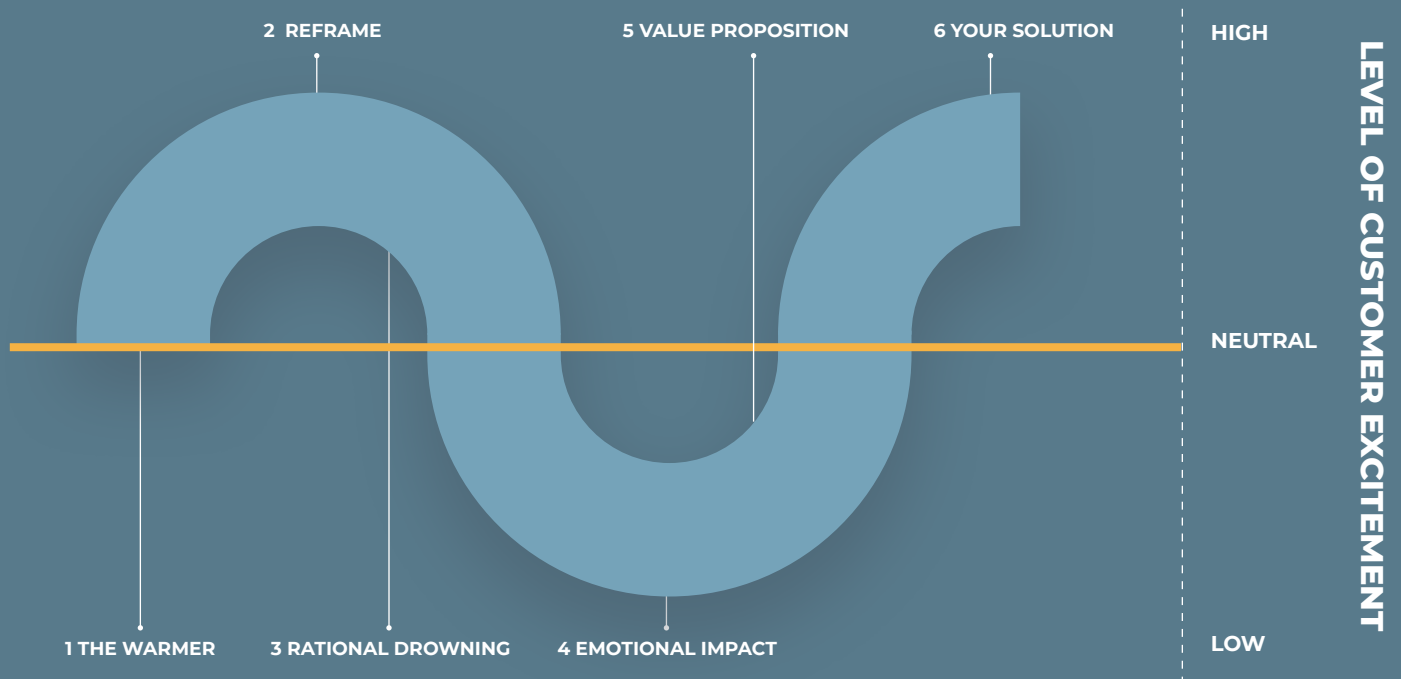 2 REFRAME
5 VALUE PROPOSITION
6 YOUR SOLUTION
HIGH
NEUTRAL
LOW
LEVEL OF CUSTOMER EXCITEMENT
1 THE WARMER
3 RATIONAL DROWNING
4 EMOTIONAL IMPACT